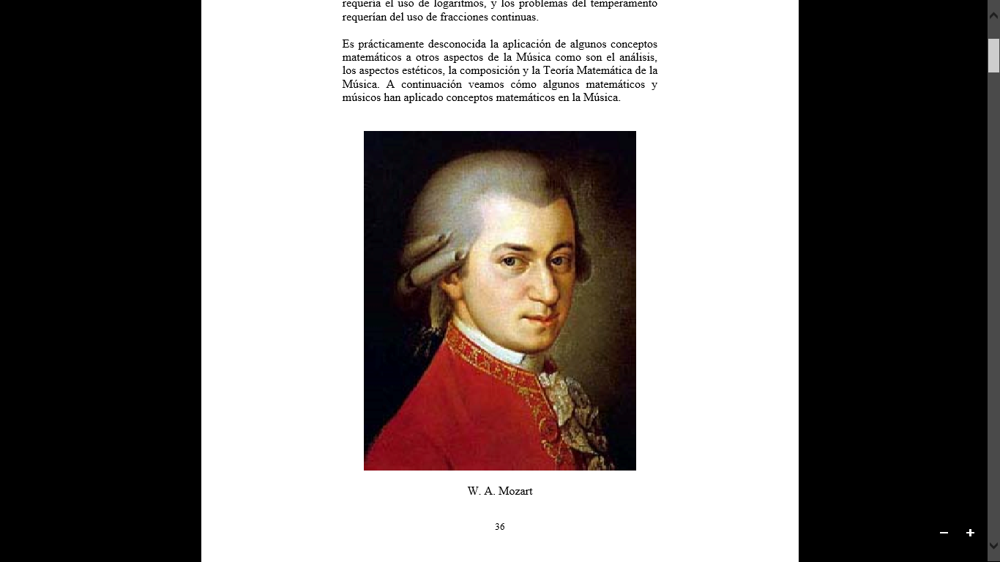 requería el uso de logaritmos, y los problemas del temperamento
requerían del uso de fracciones continuas.
Es prácticamente desconocida la aplicación de algunos conceptos
matemáticos a otros aspectos de la Música como son el análisis,
los aspectos estéticos, la composición y la Teoría Matemática de la
Música. A continuación veamos cómo algunos matemáticos y
músicos han aplicado conceptos matemáticos en la Música.
W. A. Mozart
36